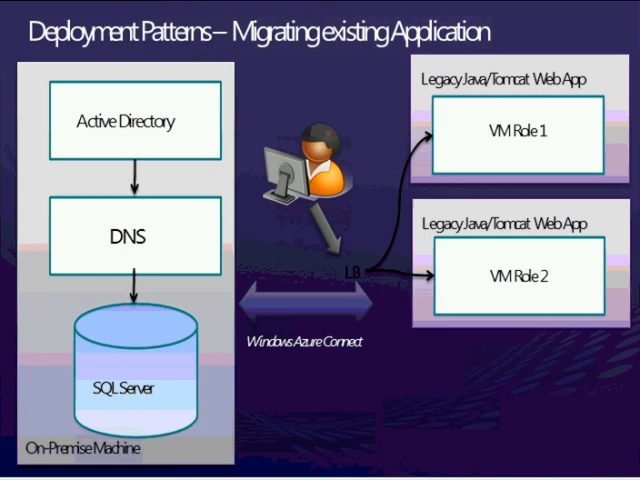 Deployment Patterns – Migrating existing Application
Active Directory
DNS
SQL Server
On-Premise Machine
LB
Windows Azure Connect
Legacy Java/Tomcat Web App
VM Role 1
Legacy Java/Tomcat Web App
VM Role 2